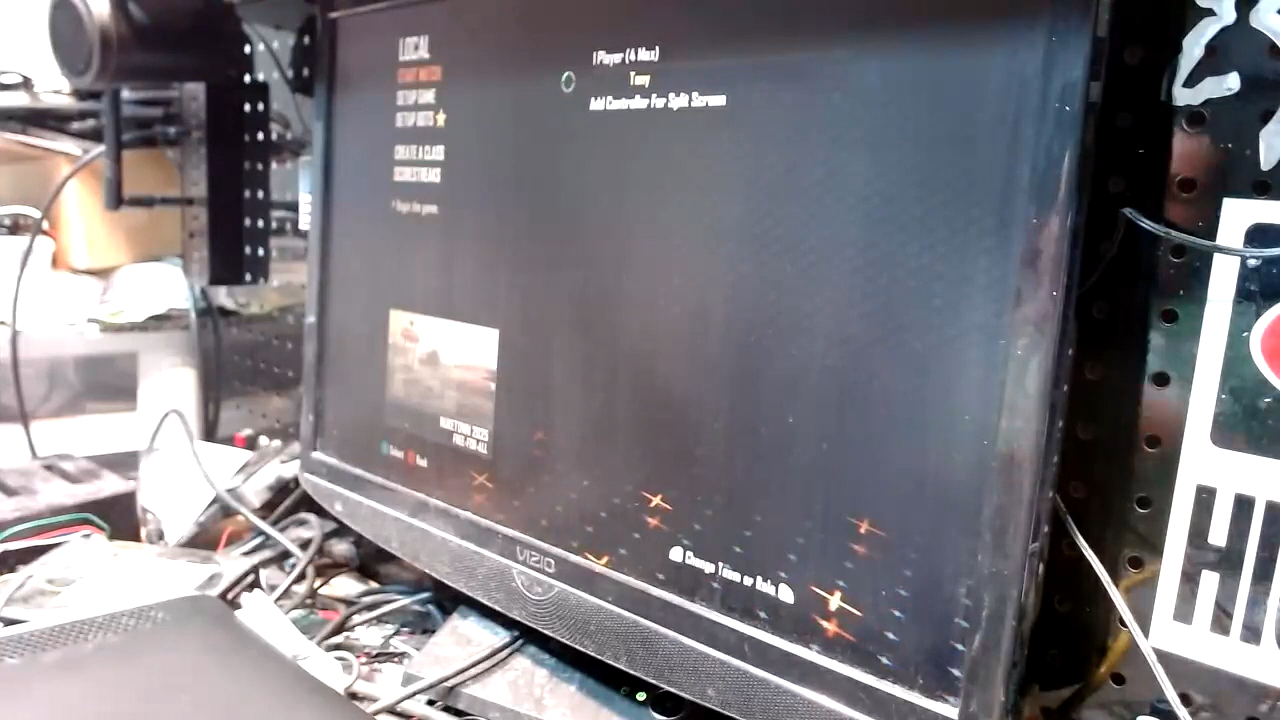 LOCAL
START MATCH
SETUP GAME
SETUP BOTS
CREATE A CLASS
SCORESTREAKS
* Begin the game.
1 Player (4 Max)
Tony
Add Controller For Split Screen
NUKETOWN 2025
FREE-FOR-ALL
Select Back
Change Team or Role
VIZIO